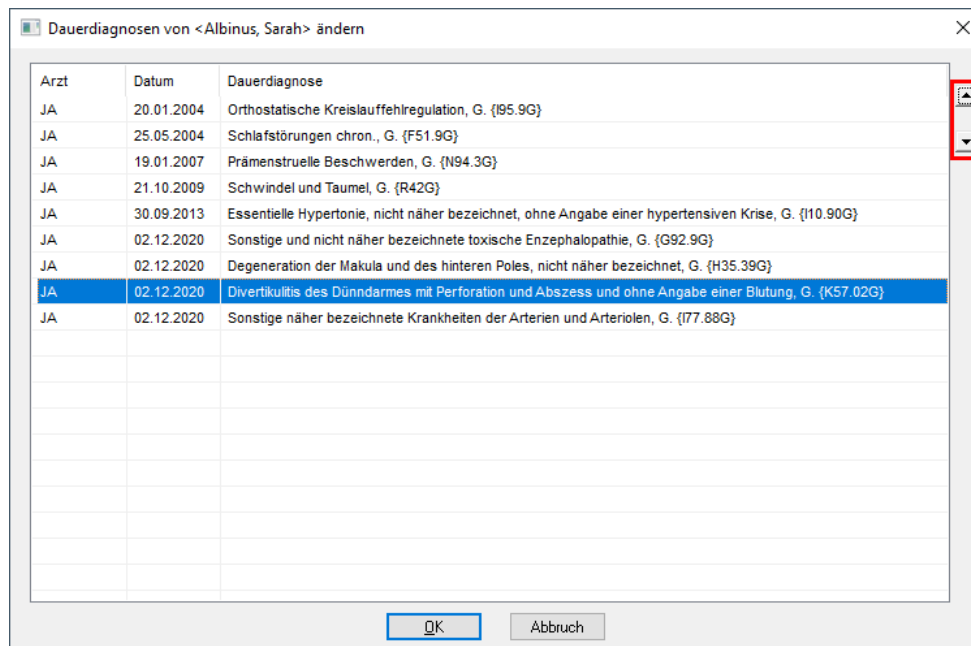 Dauerdiagnosen von <Albinus, Sarah> ändern
Arzt Datum Dauerdiagnose
JA 20.01.2004 Orthostatische Kreislauffehlregulation, G. {I95.9G}
JA 25.05.2004 Schlafstörungen chron., G. {F51.9G}
JA 19.01.2007 Prämenstruelle Beschwerden, G. {N94.3G}
JA 21.10.2009 Schwindel und Taumel, G. {R42G}
JA 30.09.2013 Essentielle Hypertonie, nicht näher bezeichnet, ohne Angabe einer hypertensiven Krise, G. {I10.90G}
JA 02.12.2020 Sonstige und nicht näher bezeichnete toxische Enzephalopathie, G. {G92.9G}
JA 02.12.2020 Degeneration der Makula und des hinteren Poles, nicht näher bezeichnet, G. {H35.39G}
JA 02.12.2020 Divertikulitis des Dünndarmes mit Perforation und Abszess und ohne Angabe einer Blutung, G. {K57.02G}
JA 02.12.2020 Sonstige näher bezeichnete Krankheiten der Arterien und Arteriolen, G. {I77.88G}
OK Abbruch